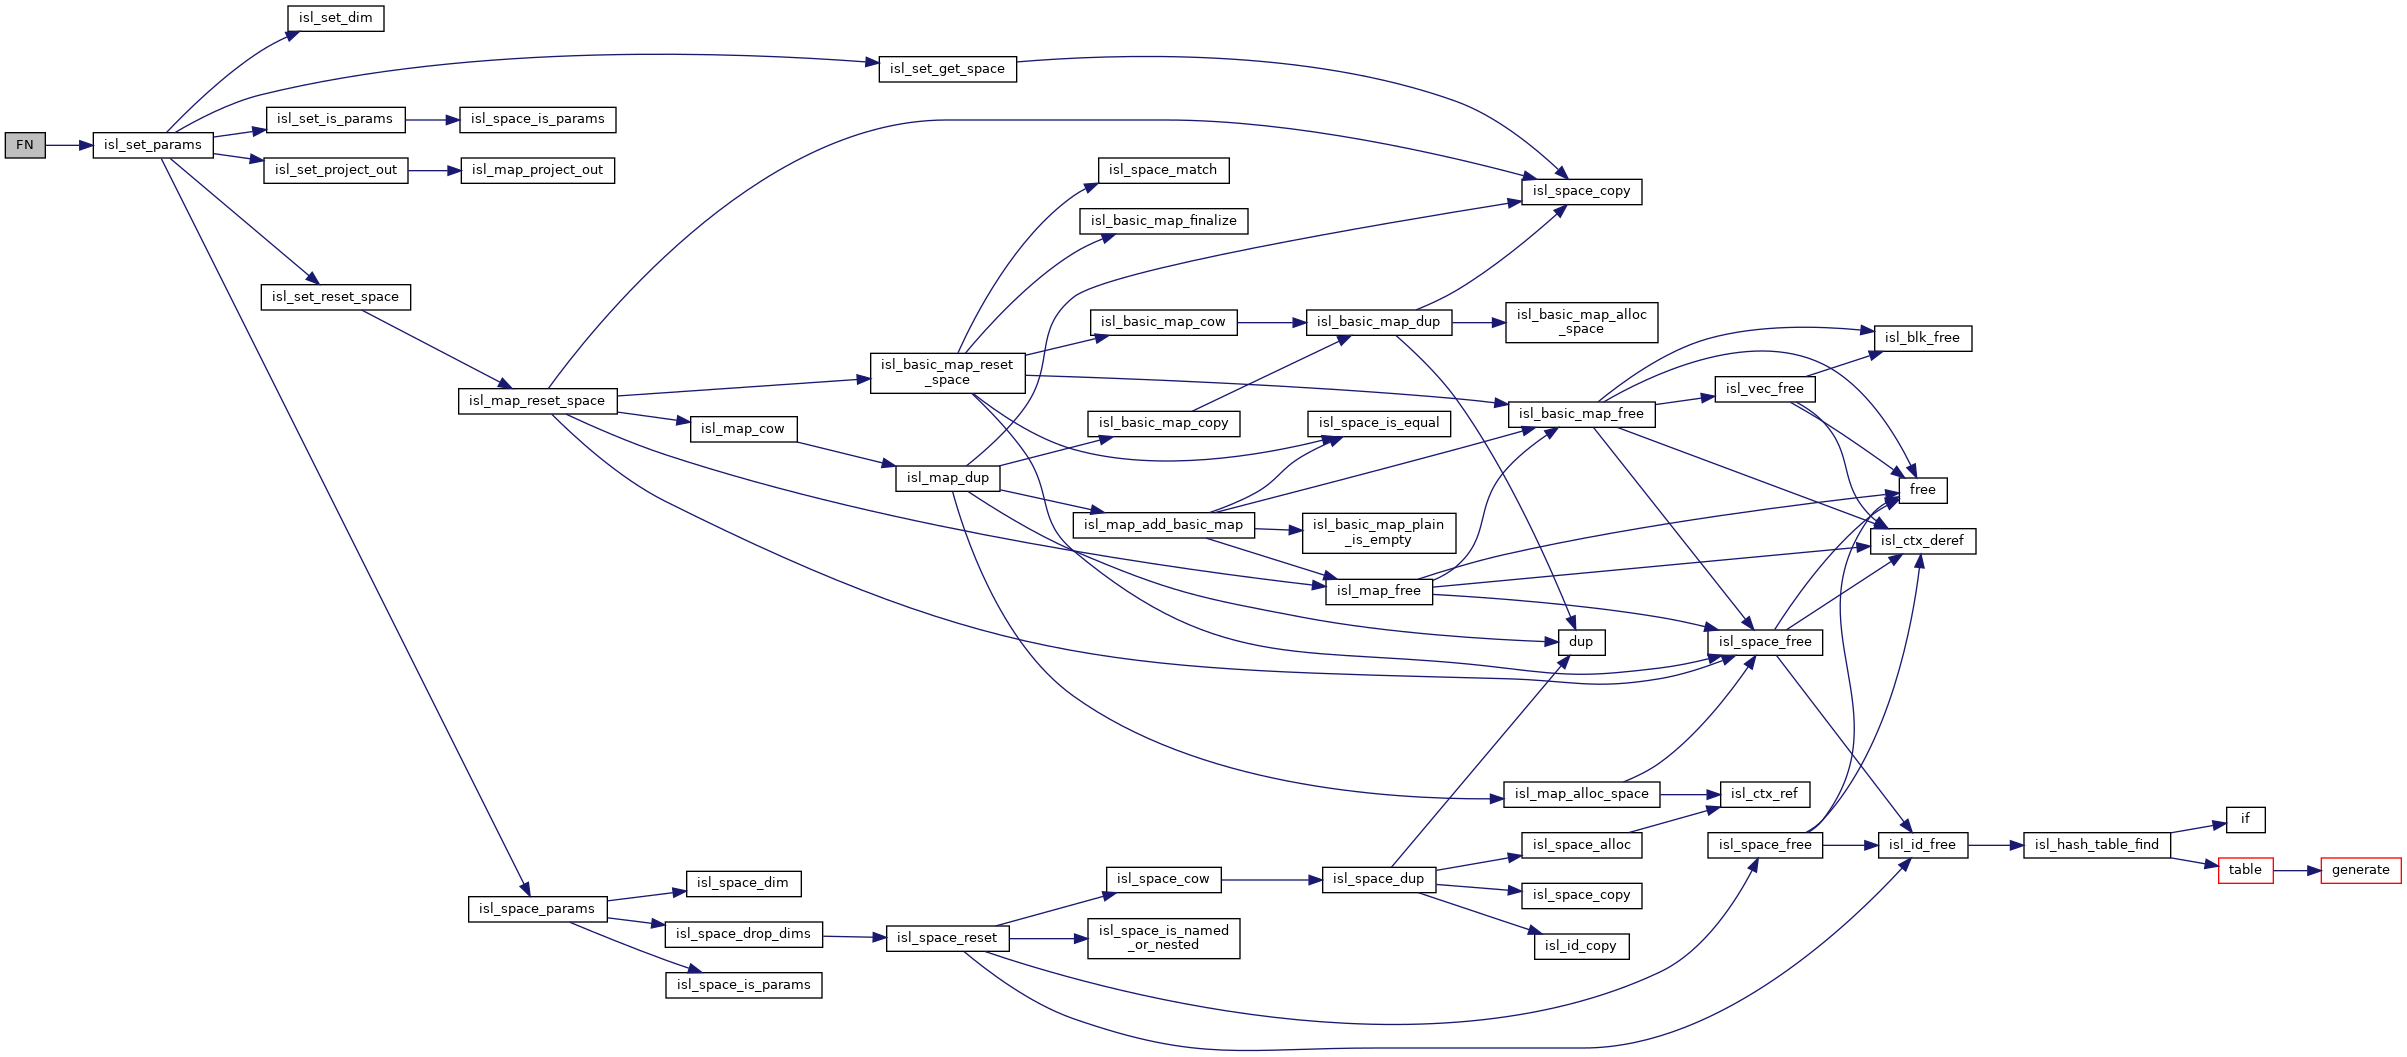 isl_set_dim
isl_set_get_space
isl_set_is_params
isl_space_is_params
FN
isl_set_params
isl_set_project_out
isl_map_project_out
isl_space_match
isl_space_copy
isl_basic_map_finalize
isl_set_reset_space
isl_basic_map_cow
isl_basic_map_dup
isl_basic_map_alloc
_space
isl_blk_free
isl_basic_map_reset
_space
isl_vec_free
isl_map_reset_space
isl_basic_map_free
isl_map_cow
isl_basic_map_copy
isl_space_is_equal
isl_map_dup
free
isl_map_add_basic_map
isl_basic_map_plain
_is_empty
isl_ctx_deref
isl_map_free
dup
isl_space_free
isl_map_alloc_space
isl_ctx_ref
if
isl_space_alloc
isl_space_free
isl_id_free
isl_hash_table_find
table
generate
isl_space_dim
isl_space_cow
isl_space_dup
isl_space_copy
isl_space_params
isl_space_drop_dims
isl_space_reset
isl_space_is_named
_or_nested
isl_id_copy
isl_space_is_params